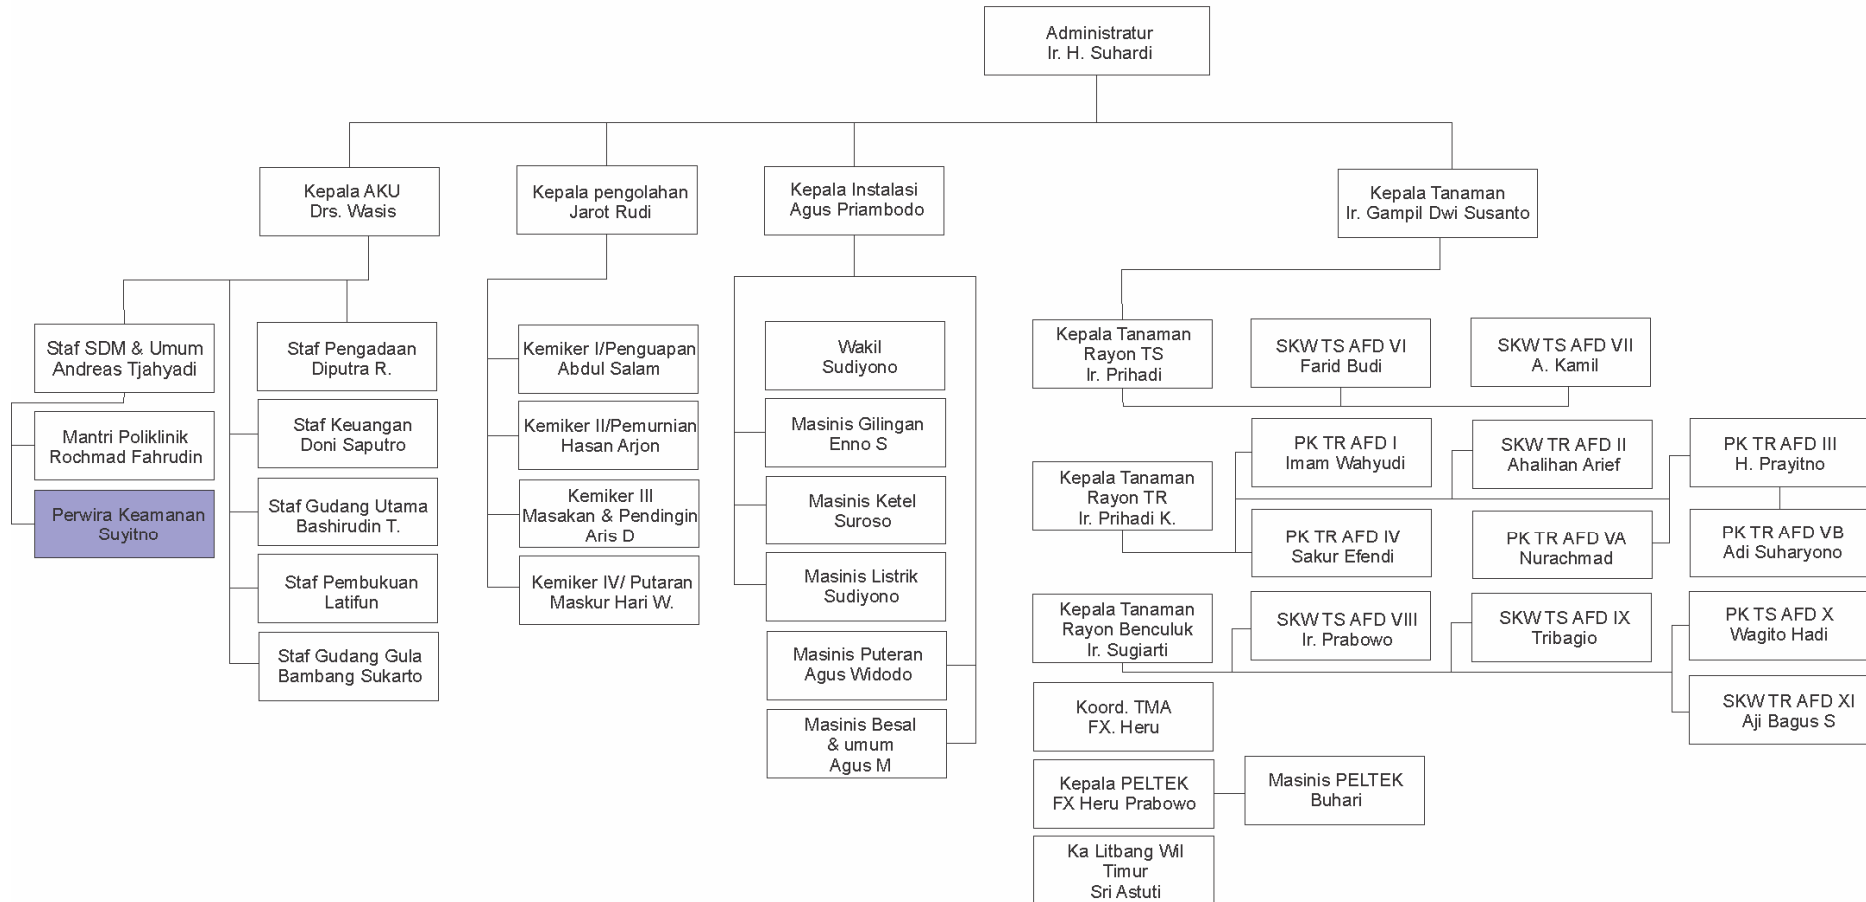 Administratur
Ir. H. Suhardi
Kepala AKU
Drs. Wasis
Kepala pengolahan
Jarot Rudi
Kepala Instalasi
Agus Priambodo
Kepala Tanaman
Ir. Gampil Dwi Susanto
Staf SDM & Umum
Andreas Tjahyadi
Mantri Poliklinik
Rochmad Fahrudin
Perwira Keamanan
Suyitno
Staf Pengadaan
Diputra R.
Staf Keuangan
Doni Saputro
Staf Gudang Utama
Bashirudin T.
Staf Pembukuan
Latifun
Staf Gudang Gula
Bambang Sukarto
Kemiker I/Penguapan
Abdul Salam
Kemiker II/Pemurnian
Hasan Arjon
Kemiker III
Masakan & Pendingin
Aris D
Kemiker IV/ Putaran
Maskur Hari W.
Wakil
Sudiyono
Masinis Gilingan
Enno S
Masinis Ketel
Suroso
Masinis Listrik
Sudiyono
Masinis Puteran
Agus Widodo
Masinis Besal
& umum
Agus M
Kepala Tanaman
Rayon TS
Ir. Prihadi
SKW TS AFD VI
Farid Budi
SKW TS AFD VII
A. Kamil
Kepala Tanaman
Rayon TR
Ir. Prihadi K.
PK TR AFD I
Imam Wahyudi
SKW TR AFD II
Ahalihan Arief
PK TR AFD III
H. Prayitno
PK TR AFD IV
Sakur Efendi
PK TR AFD VA
Nurachmad
PK TR AFD VB
Adi Suharyono
Kepala Tanaman
Rayon Benculuk
Ir. Sugiarti
SKW TS AFD VIII
Ir. Prabowo
SKW TS AFD IX
Tribagio
PK TS AFD X
Wagito Hadi
SKW TR AFD XI
Aji Bagus S
Koord. TMA
FX. Heru
Kepala PELTEK
FX Heru Prabowo
Masinis PELTEK
Buhari
Ka Litbang Wil
Timur
Sri Astuti